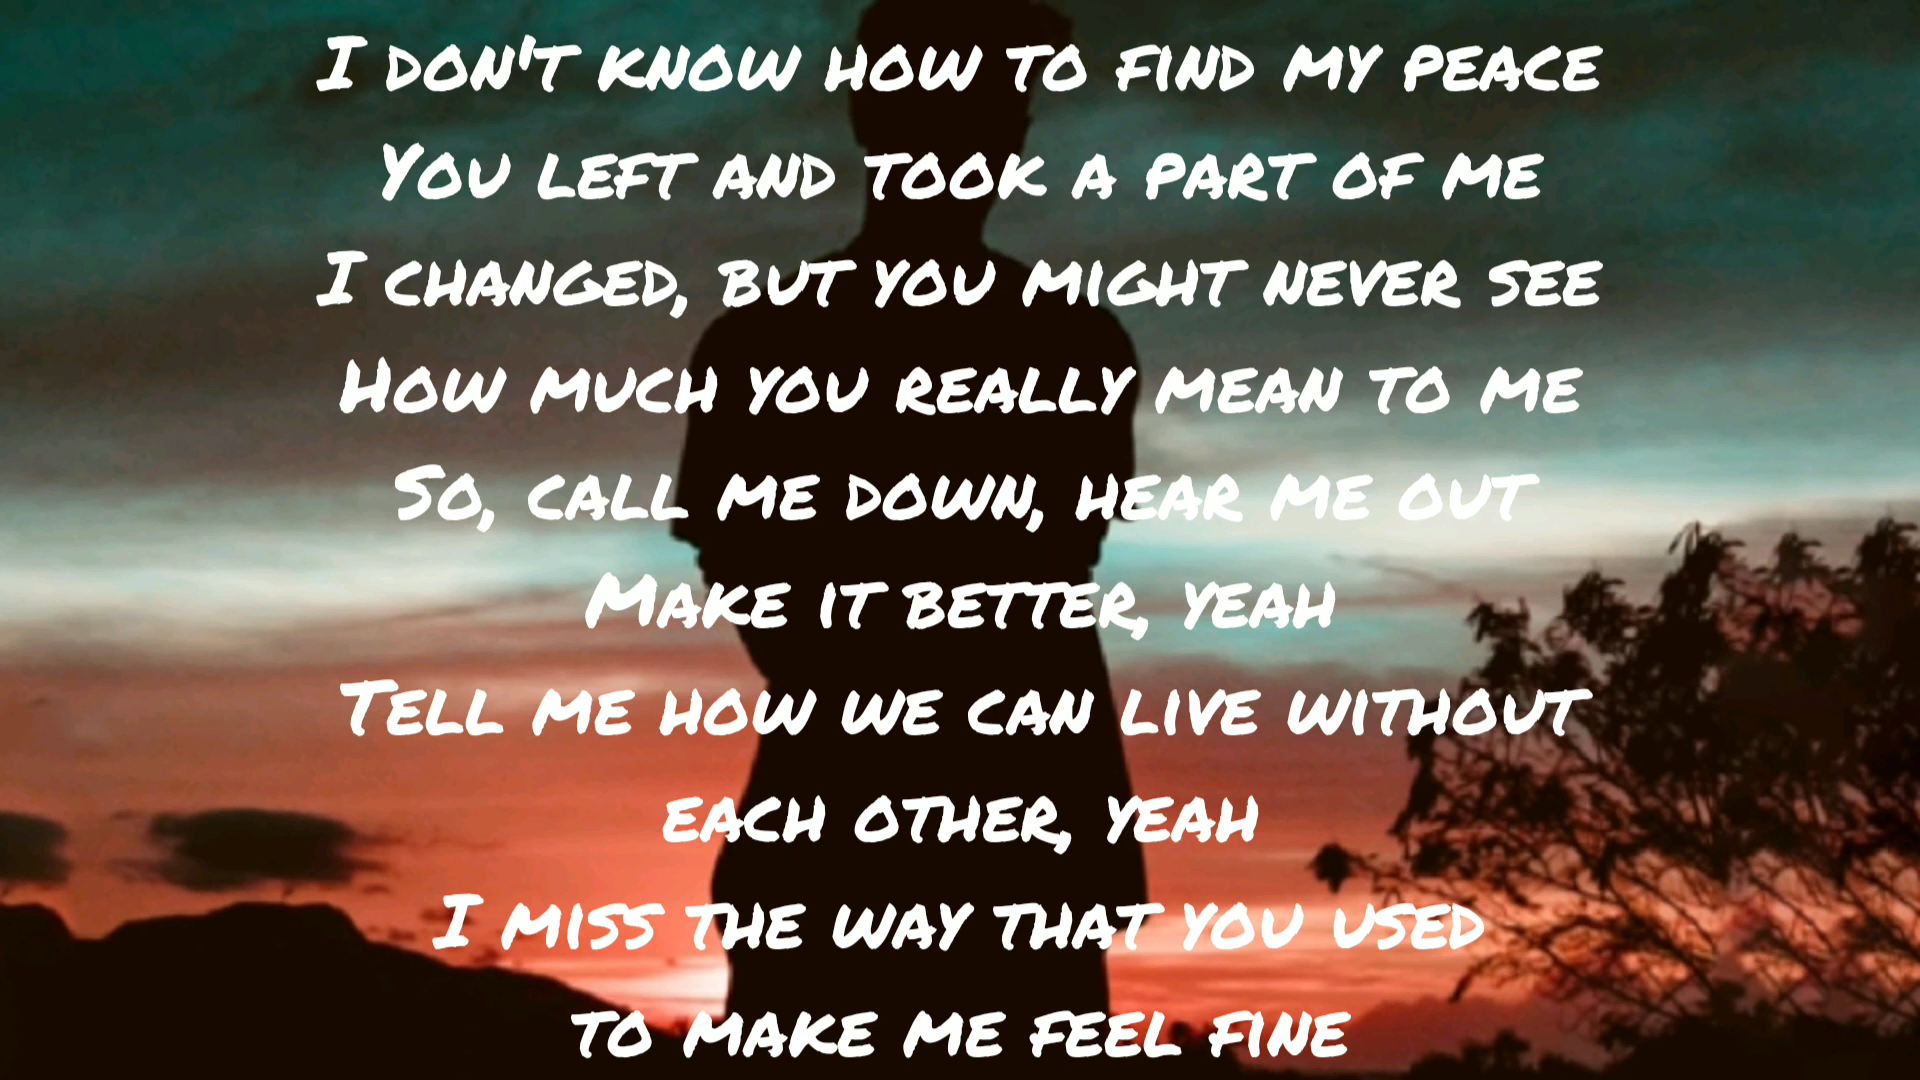 I don't know how to find my peace
You left and took a part of me
I changed, but you might never see
How much you really mean to me
So, call me down, hear me out
Make it better, yeah
Tell me how we can live without
each other, yeah
I miss the way that you used
to make me feel fine